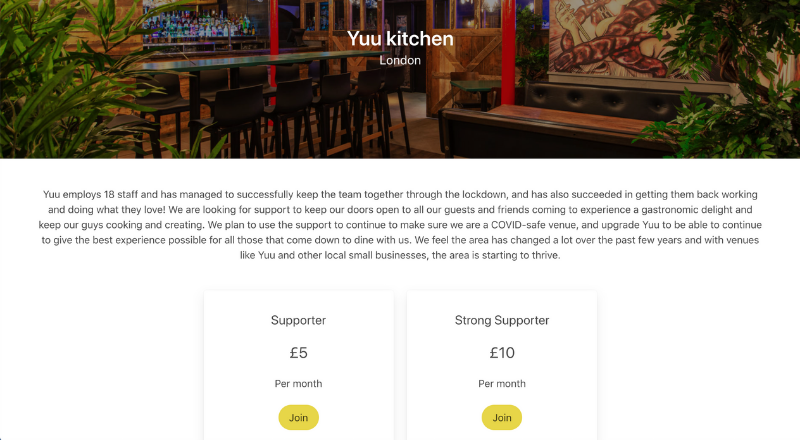 Yuu kitchen
London
Yuu employs 18 staff and has managed to successfully keep the team together through the lockdown, and has also succeeded in getting them back working
and doing what they love! We are looking for support to keep our doors open to all our guests and friends coming to experience a gastronomic delight and
keep our guys cooking and creating. We plan to use the support to continue to make sure we are a COVID-safe venue, and upgrade Yuu to be able to continue
to give the best experience possible for all those that come down to dine with us. We feel the area has changed a lot over the past few years and with venues
like Yuu and other local small businesses, the area is starting to thrive.
Supporter
£5
Per month
Join
Strong Supporter
£10
Per month
Join